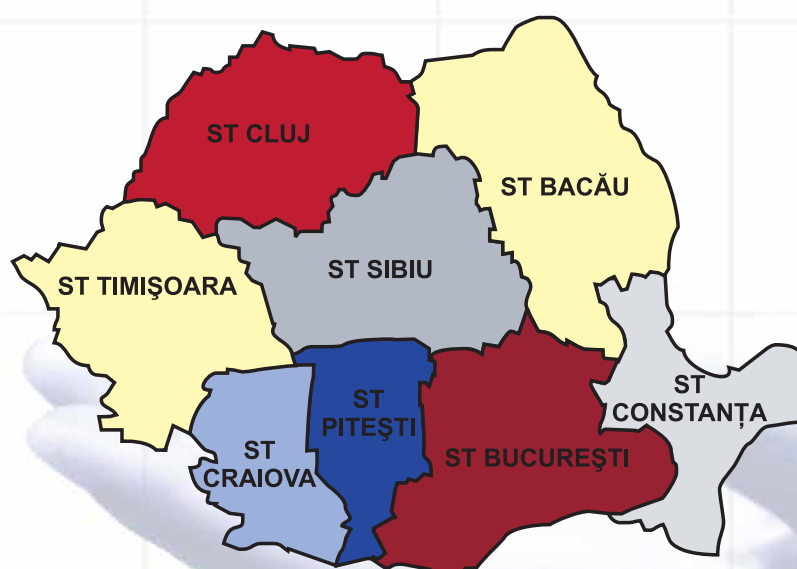 ST CLUJ
ST BACĂU
ST SIBIU
ST TIMIŞOARA
ST
CONSTANȚA
ST
PITEŞTI
ST
CRAIOVA
ST BUCUREŞTI